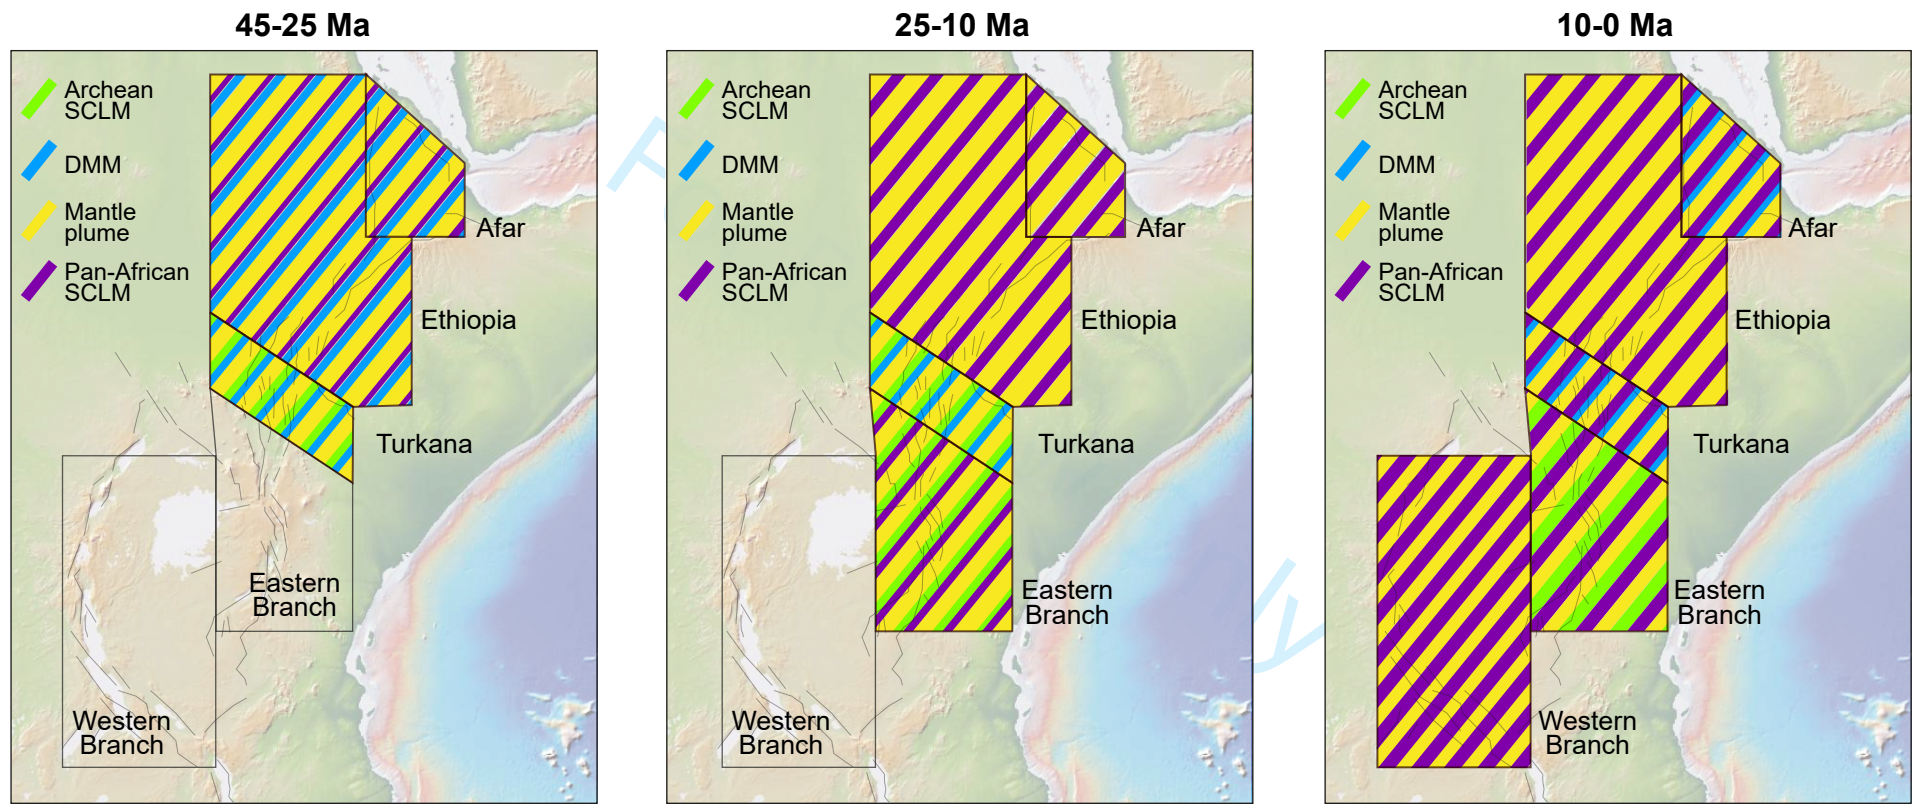 45-25 Ma
Archean
SCLM
DMM
Mantle
plume
Pan-African
SCLM
Afar
Ethiopia
Turkana
Eastern
Branch
Western
Branch
25-10 Ma
Archean
SCLM
DMM
Mantle
plume
Pan-African
SCLM
Afar
Ethiopia
Turkana
Eastern
Branch
Western
Branch
10-0 Ma
Archean
SCLM
DMM
Mantle
plume
Pan-African
SCLM
Afar
Ethiopia
Turkana
Eastern
Branch
Western
Branch